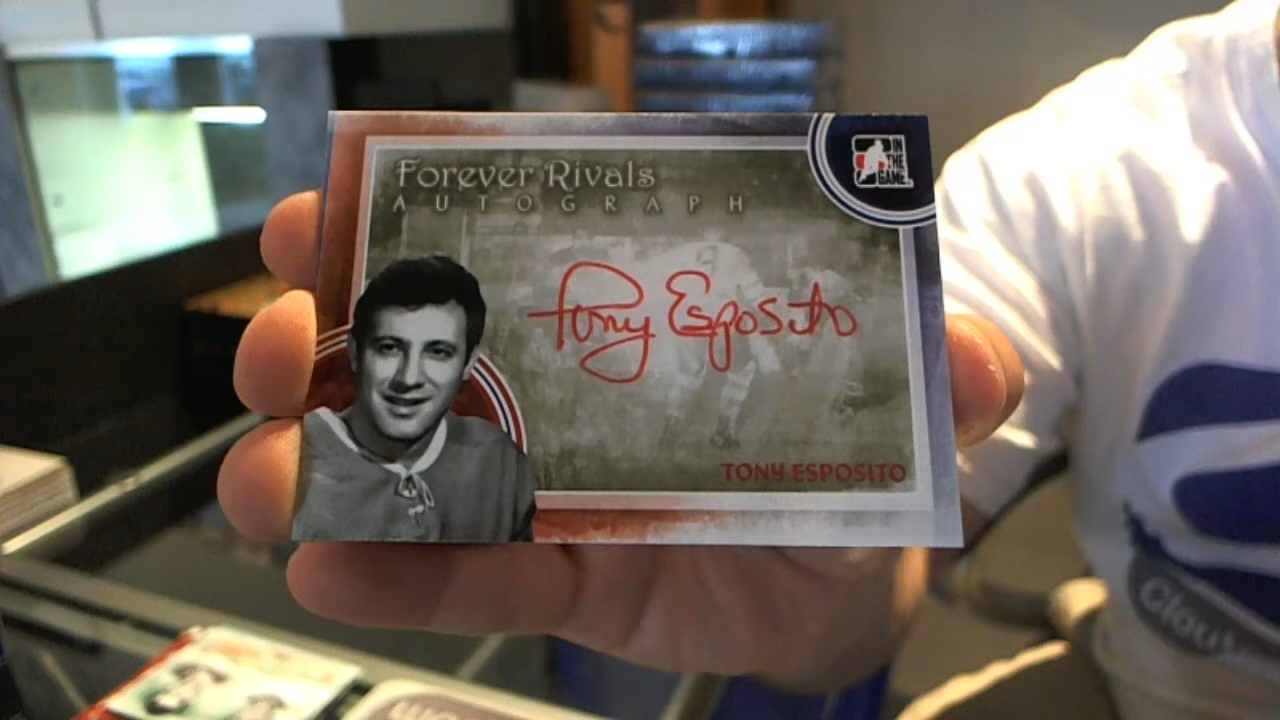 Forever Rivals
AUTOGRAPH
IN
THE
GAME
Tony Esposito
TONY ESPOSITO